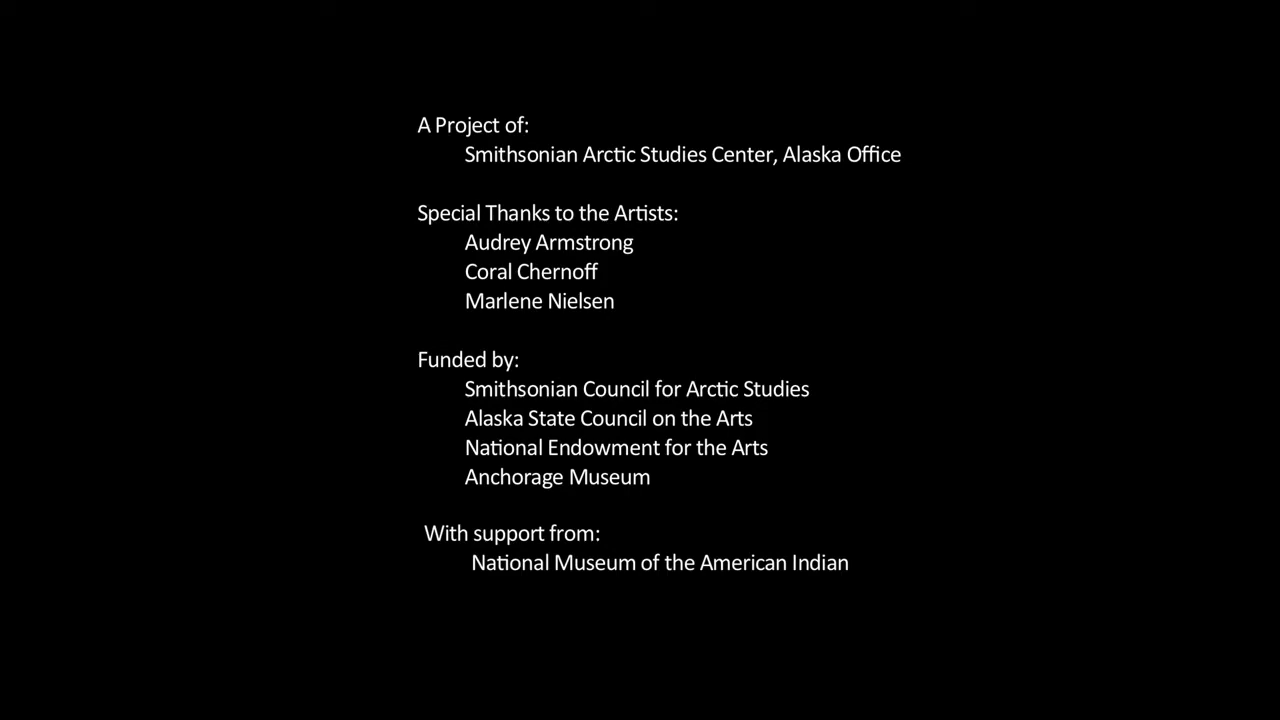 A Project of:
Smithsonian Arctic Studies Center, Alaska Office
Special Thanks to the Artists:
Audrey Armstrong
Coral Chernoff
Marlene Nielsen
Funded by:
Smithsonian Council for Arctic Studies
Alaska State Council on the Arts
National Endowment for the Arts
Anchorage Museum
With support from:
National Museum of the American Indian